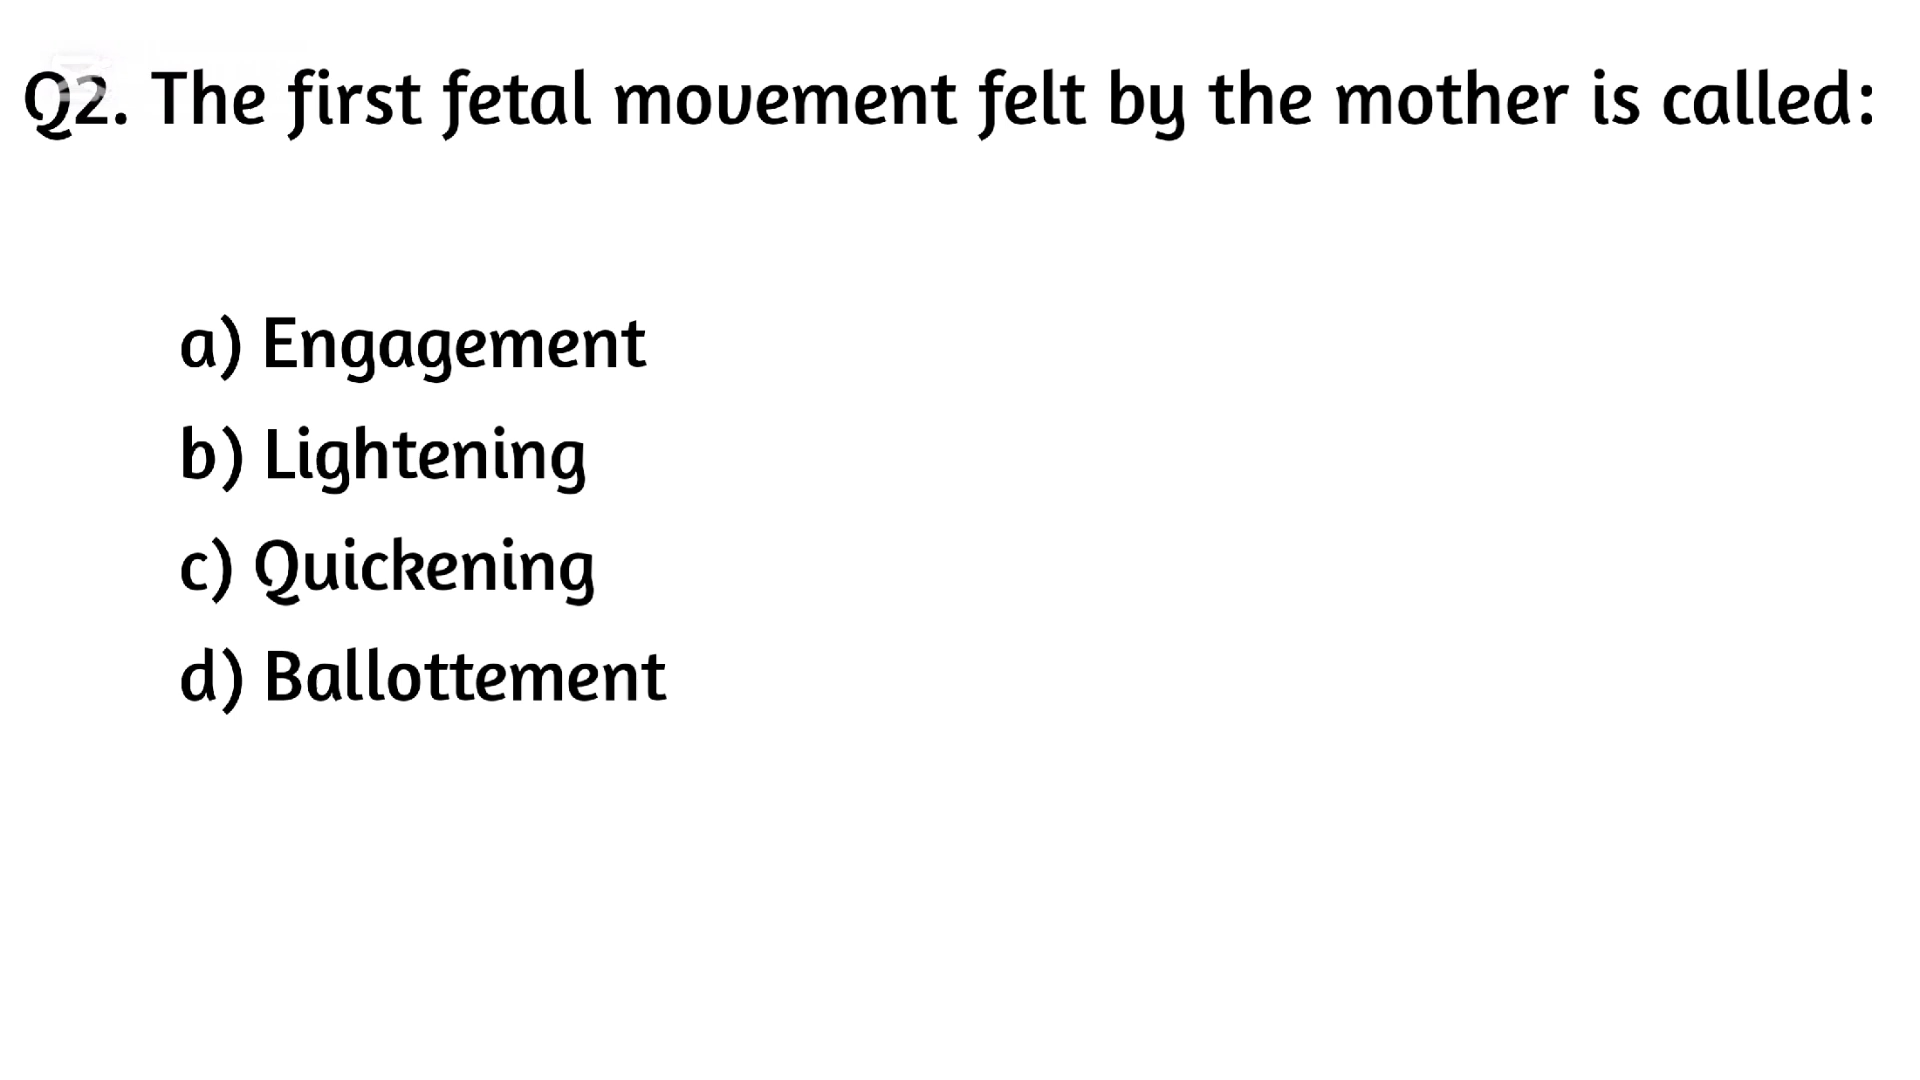 Q2. The first fetal movement felt by the mother is called:
a) Engagement
b) Lightening
c) Quickening
d) Ballottement